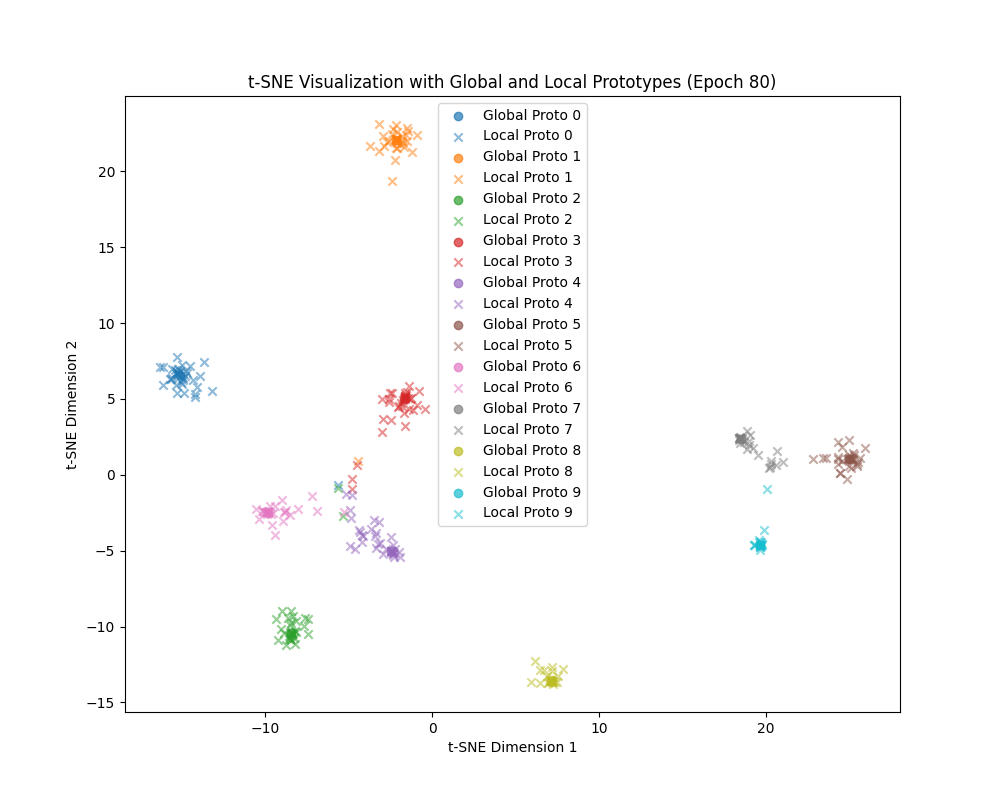 t-SNE Visualization with Global and Local Prototypes (Epoch 80)
Global Proto 0
Local Proto 0
Global Proto 1
Local Proto 1
Global Proto 2
Local Proto 2
Global Proto 3
Local Proto 3
Global Proto 4
Local Proto 4
Global Proto 5
Local Proto 5
Global Proto 6
Local Proto 6
Global Proto 7
Local Proto 7
Global Proto 8
Local Proto 8
Global Proto 9
Local Proto 9
t-SNE Dimension 2
20
15
10
5
0
−5
−10
−15
−10 0 10 20
t-SNE Dimension 1